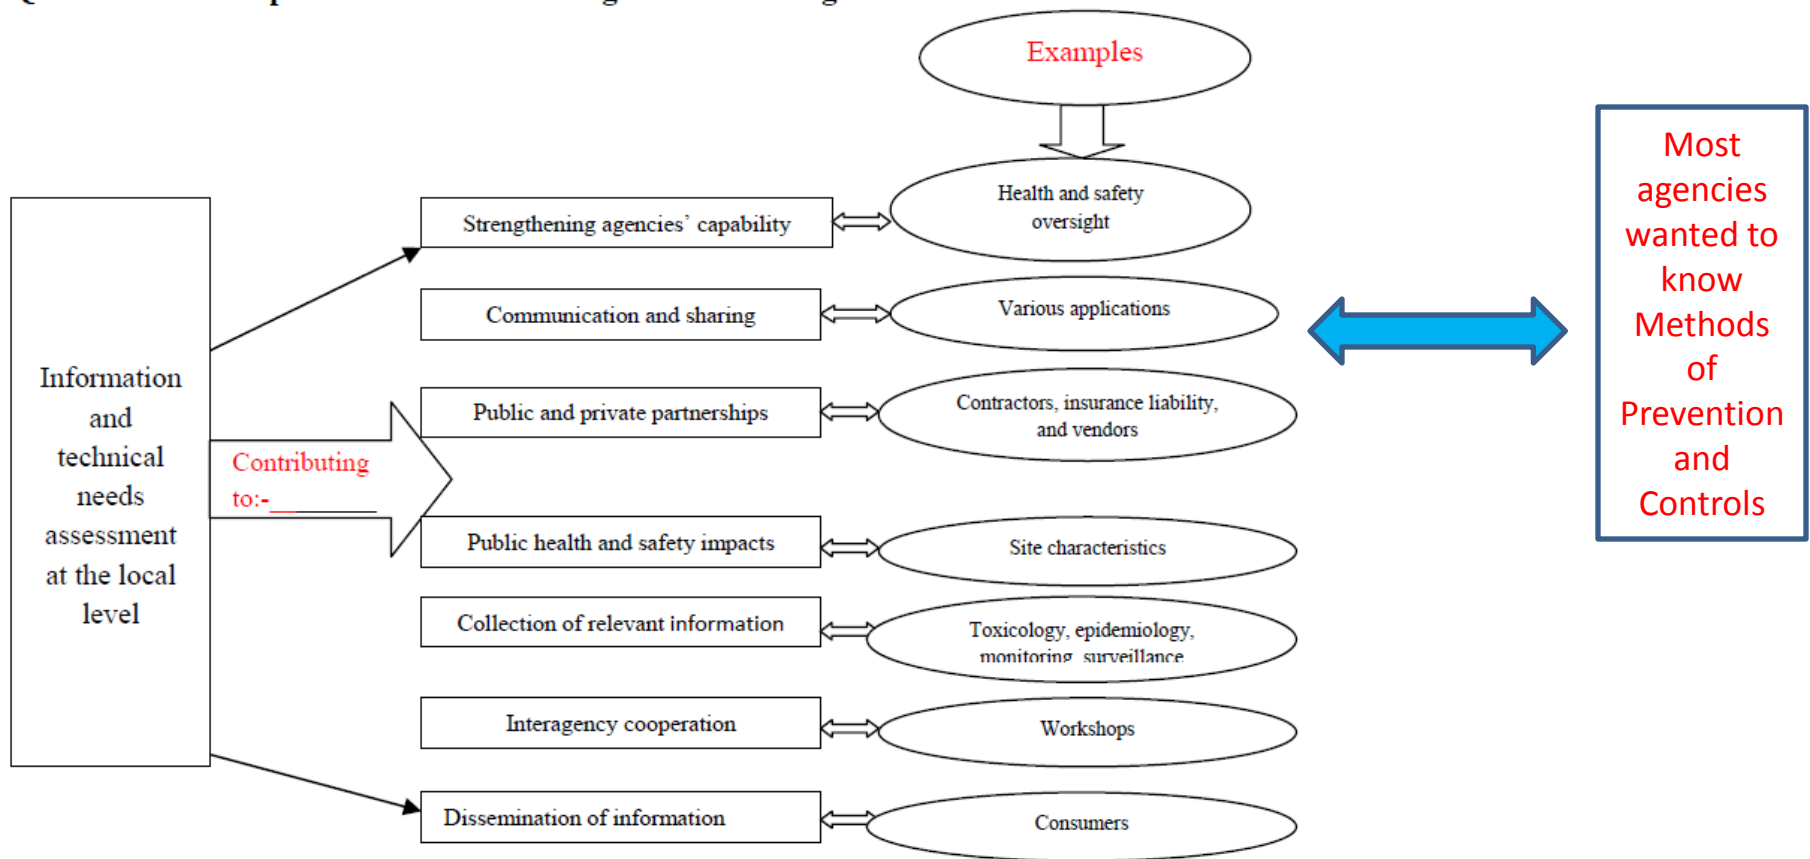 Examples
Information
and
technical
needs
assessment
at the local
level
Contributing
to:-__________
Strengthening agencies’ capability
Health and safety
oversight
Communication and sharing
Various applications
Public and private partnerships
Contractors, insurance liability,
and vendors
Public health and safety impacts
Site characteristics
Collection of relevant information
Toxicology, epidemiology,
monitoring, surveillance
Interagency cooperation
Workshops
Dissemination of information
Consumers
Most
agencies
wanted to
know
Methods
of
Prevention
and
Controls